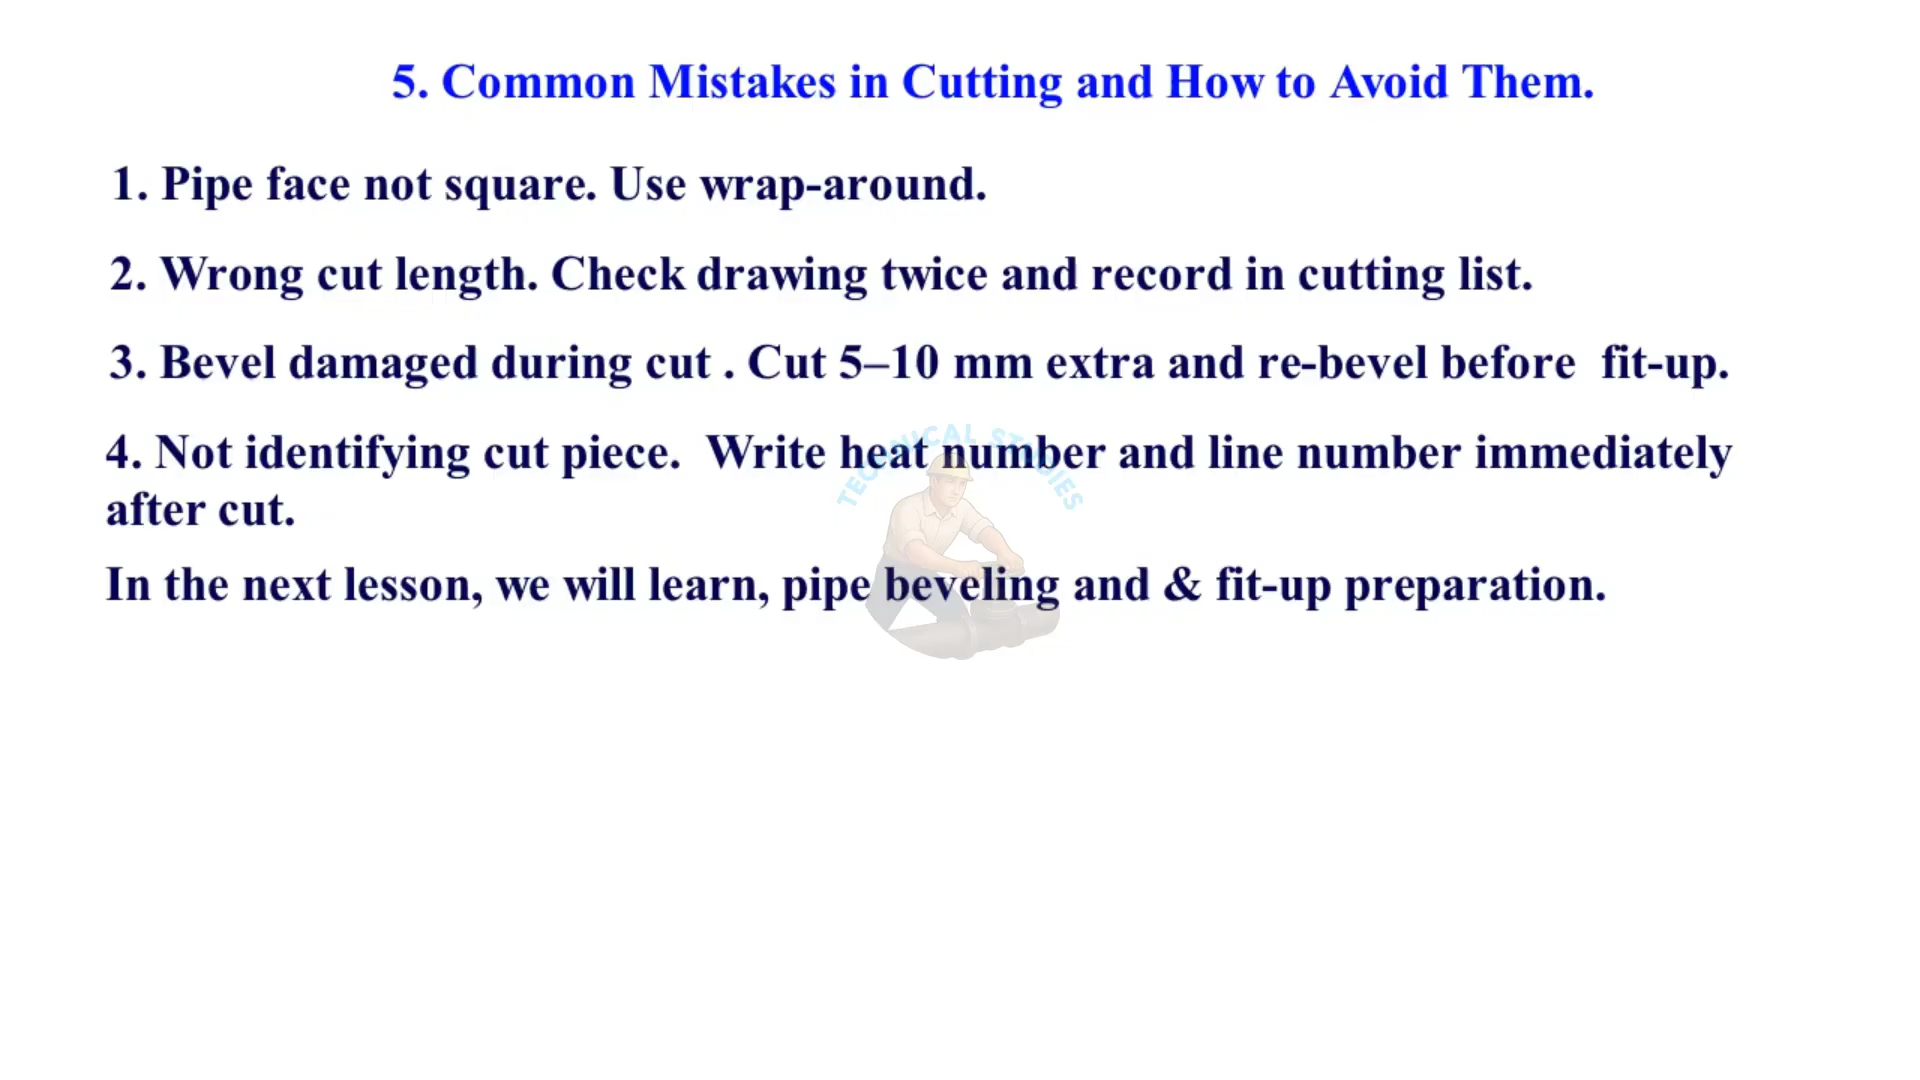 5. Common Mistakes in Cutting and How to Avoid Them.
1. Pipe face not square. Use wrap-around.
2. Wrong cut length. Check drawing twice and record in cutting list.
3. Bevel damaged during cut . Cut 5–10 mm extra and re-bevel before  fit-up.
4. Not identifying cut piece.  Write heat number and line number immediately
after cut.
TECHNICAL STUDIES
In the next lesson, we will learn, pipe beveling and & fit-up preparation.